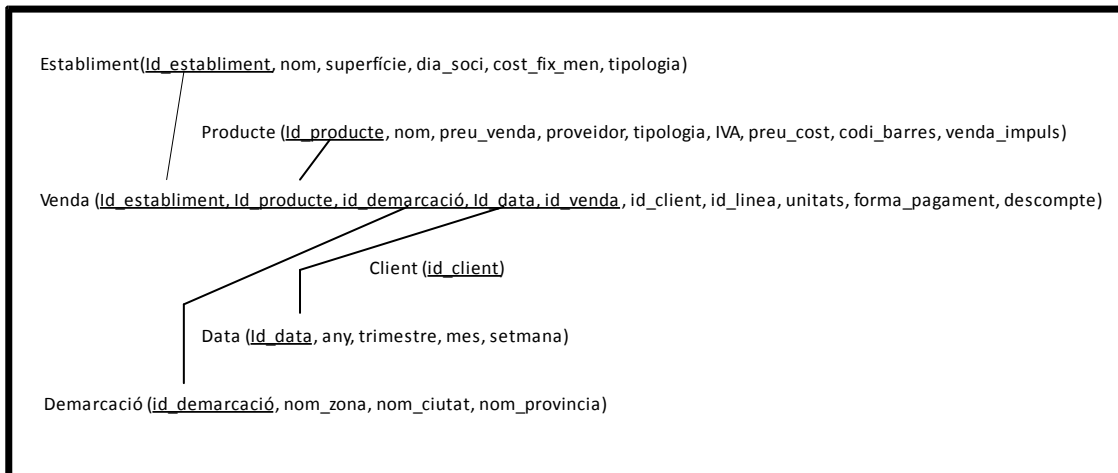 Establiment(Id_establiment, nom, superfície, dia_soci, cost_fix_men, tipologia)
Producte (Id_producte, nom, preu_venda, proveidor, tipologia, IVA, preu_cost, codi_barres, venda_impuls)
Venda (Id_establiment, Id_producte, id_demarcació, Id_data, id_venda, id_client, id_linea, unitats, forma_pagament, descompte)
Client (id_client)
Data (Id_data, any, trimestre, mes, setmana)
Demarcació (id_demarcació, nom_zona, nom_ciutat, nom_provincia)